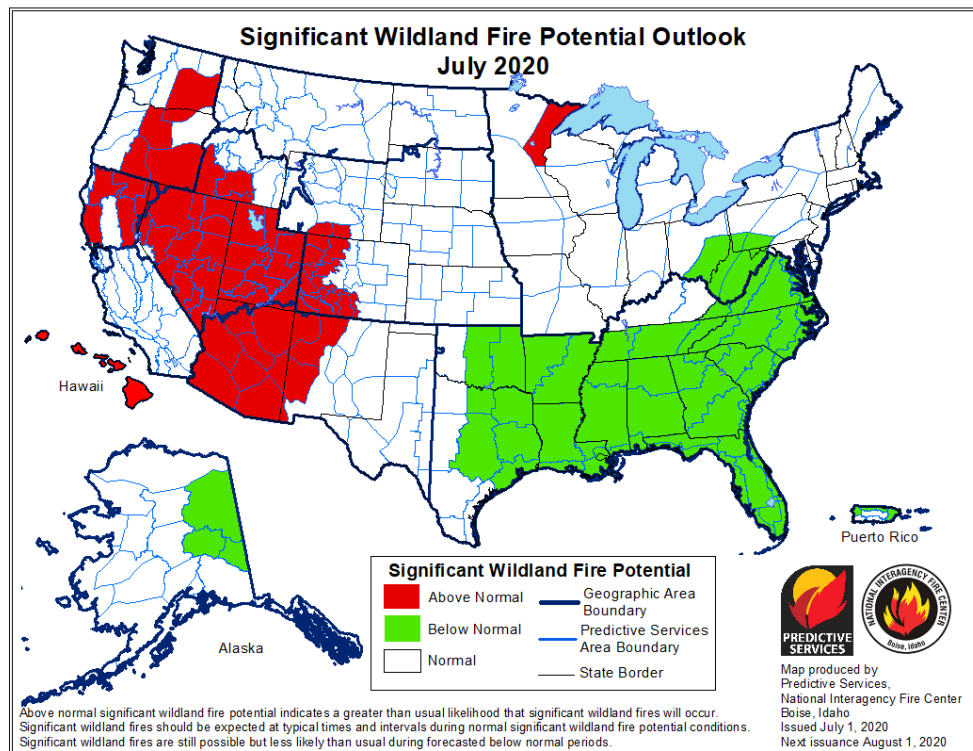 Significant Wildland Fire Potential Outlook
July 2020
Hawaii
Alaska
Puerto Rico
Significant Wildland Fire Potential
Above Normal
Below Normal
Normal
Geographic Area
Boundary
Predictive Services
Area Boundary
State Border
PREDICTIVE
SERVICES
NATIONAL INTERAGENCY FIRE CENTER
Boise, Idaho
Map produced by
Predictive Services,
National Interagency Fire Center
Boise, Idaho
Issued July 1, 2020
Next issuance August 1, 2020
Above normal significant wildland fire potential indicates a greater than usual likelihood that significant wildland fires will occur.
Significant wildland fires should be expected at typical times and intervals during normal significant wildland fire potential conditions.
Significant wildland fires are still possible but less likely than usual during forecasted below normal periods.